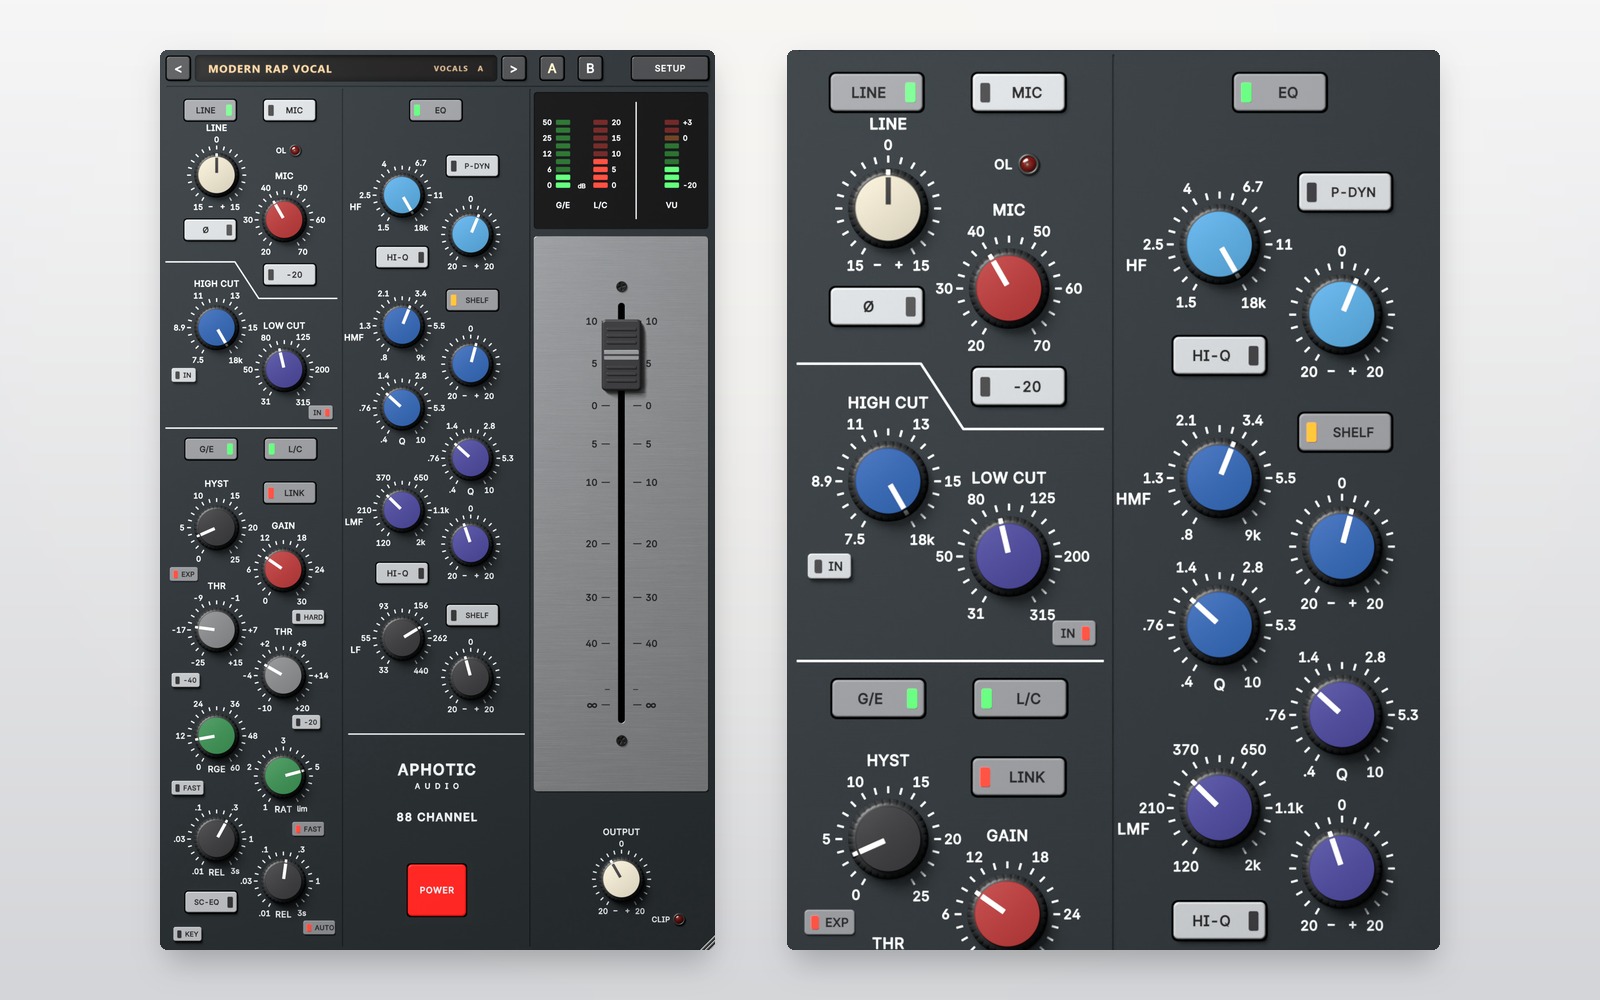 < MODERN RAP VOCAL VOCALS A > A B SETUP
LINE MIC
LINE
0
15 - + 15
OL
MIC
40 50
30 60
20 70
Ø
-20
HIGH CUT
11 13
8.9 15
7.5 18k
IN
LOW CUT
80 125
50 200
31 315
IN
G/E L/C
HYST
10 15
5 20
0 25
LINK
GAIN
12 18
6 24
0 30
EXP
HARD
THR
-9 -1
-17 +7
-25 +15
THR
+2 +8
-4 +14
-10 +20
-40
-20
24 36
12 48
0 RGE 60
3
2 5
1 RAT lim
FAST
FAST
.1 .3
.03 1
.01 REL 3s
.1 .3
.03 1
.01 REL 3s
SC-EQ
AUTO
KEY
EQ
P-DYN
4 6.7
2.5 11
HF
1.5 18k
0
20 - + 20
HI-Q
SHELF
2.1 3.4
1.3 5.5
HMF
.8 9k
0
20 - + 20
1.4 2.8
.76 5.3
.4 Q 10
1.4 2.8
.76 5.3
.4 Q 10
370 650
210 1.1k
LMF
120 2k
0
20 - + 20
HI-Q
SHELF
93 156
55 262
LF
33 440
0
20 - + 20
APHOTIC
AUDIO
88 CHANNEL
POWER
50 20 +3
25 15 0
12 10
6 5
0 dB 0 -20
G/E L/C VU
10 10
5 5
0 0
5 5
10 10
20 20
30 30
40 40
∞ ∞
OUTPUT
0
20 - + 20
CLIP
LINE MIC
LINE
0
15 - + 15
OL
MIC
40 50
30 60
20 70
Ø
-20
HIGH CUT
11 13
8.9 15
7.5 18k
IN
LOW CUT
80 125
50 200
31 315
IN
G/E L/C
HYST
10 15
5 20
0 25
LINK
GAIN
12 18
6 24
EXP
THR
EQ
P-DYN
4 6.7
2.5 11
HF
1.5 18k
0
20 - + 20
HI-Q
SHELF
2.1 3.4
1.3 5.5
HMF
.8 9k
0
20 - + 20
1.4 2.8
.76 5.3
.4 Q 10
1.4 2.8
.76 5.3
.4 Q 10
370 650
210 1.1k
LMF
120 2k
0
20 - + 20
HI-Q